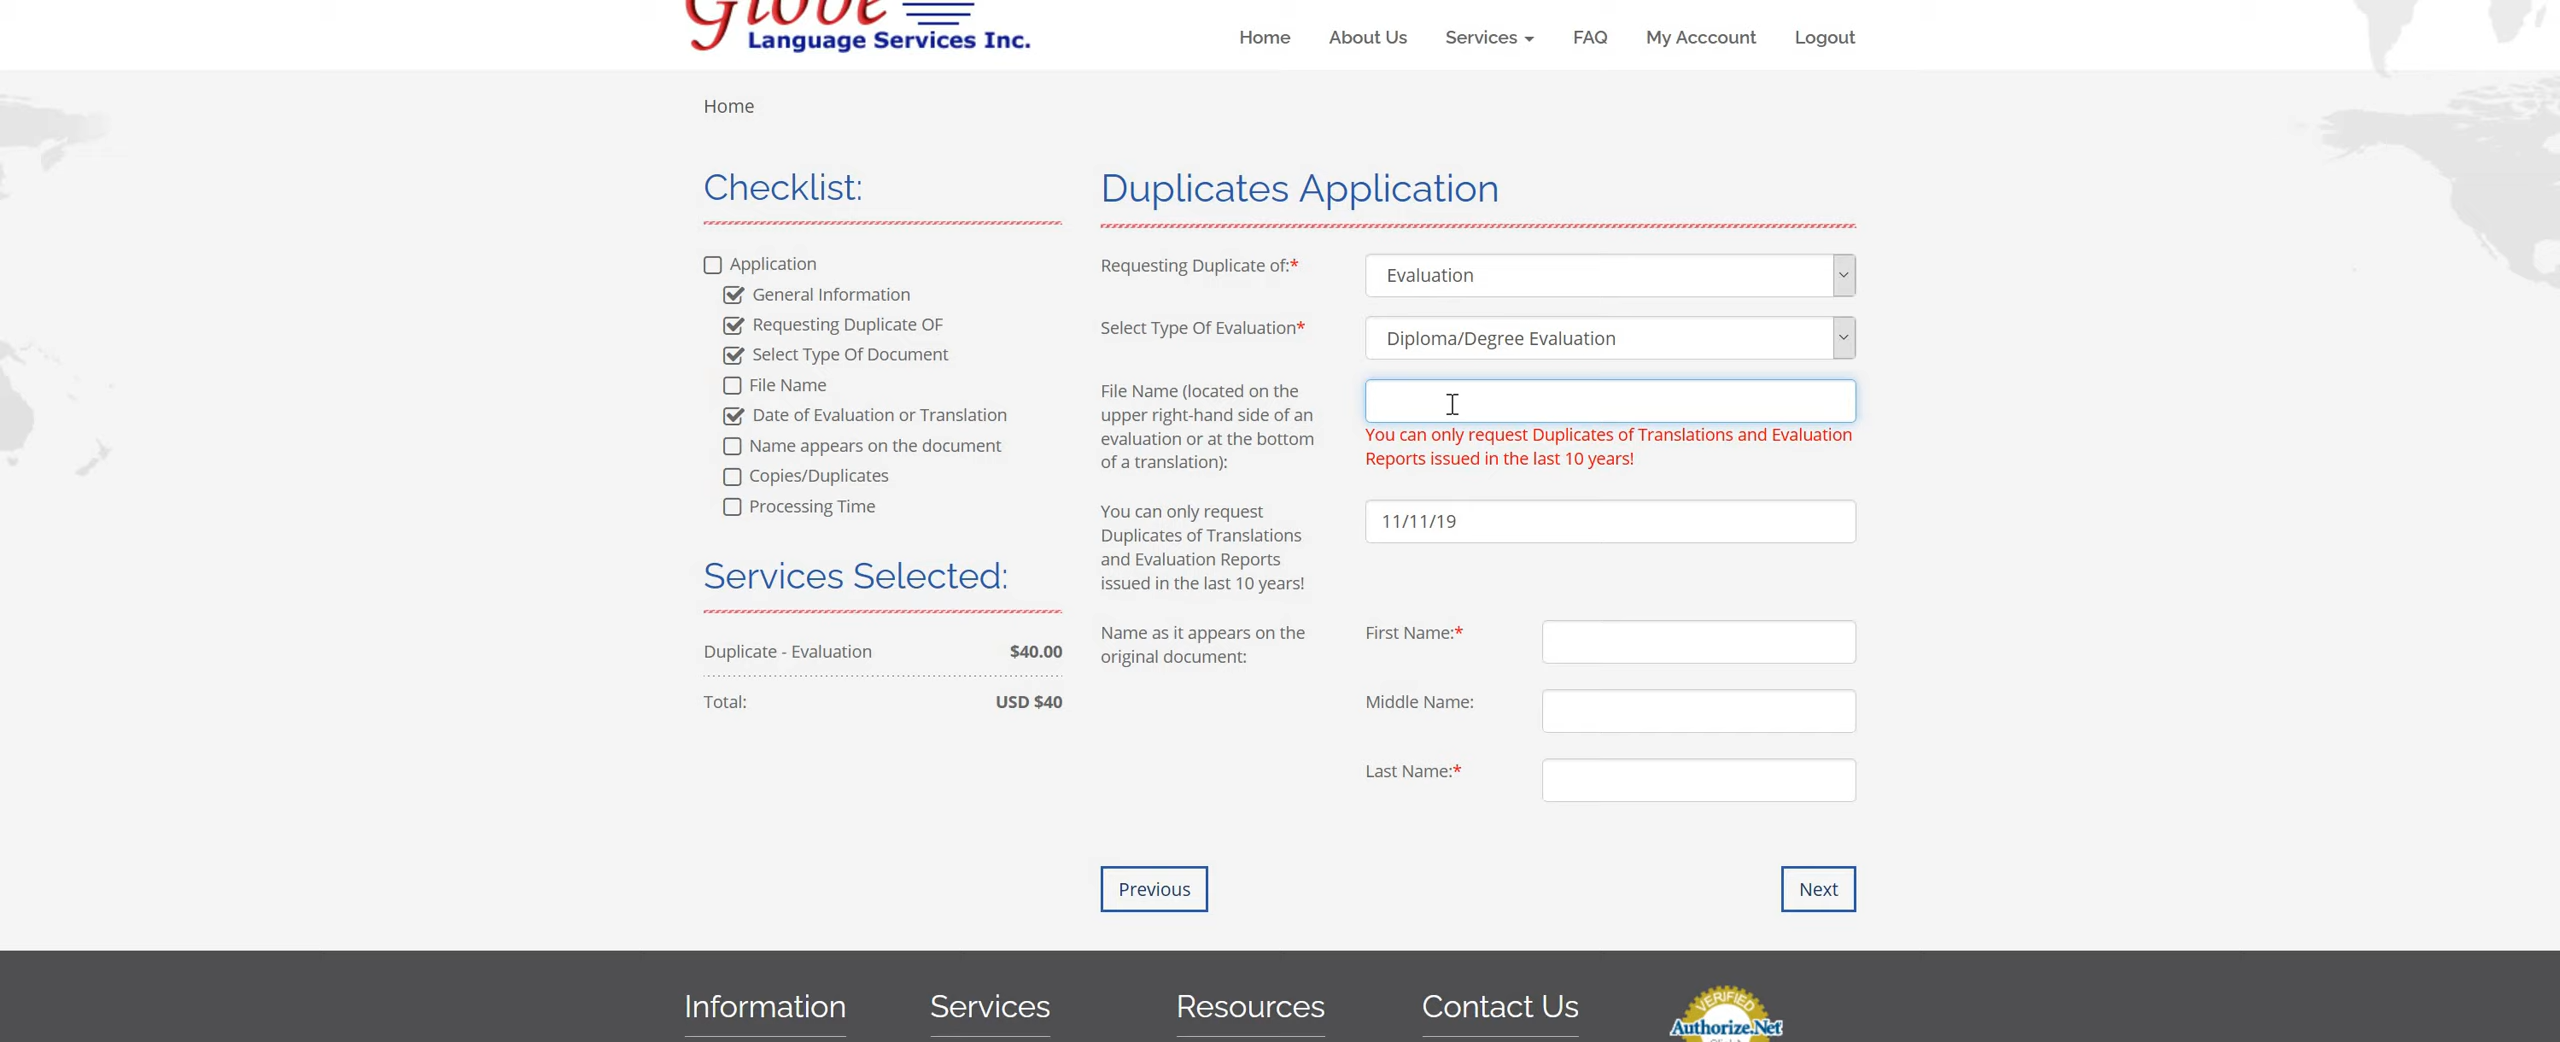 Globe
Language Services Inc.
Home About Us Services FAQ My Acccount Logout
Home
Checklist:
Application
General Information
Requesting Duplicate OF
Select Type Of Document
File Name
Date of Evaluation or Translation
Name appears on the document
Copies/Duplicates
Processing Time
Services Selected:
Duplicate - Evaluation $40.00
Total: USD $40
Duplicates Application
Requesting Duplicate of:* Evaluation
Select Type Of Evaluation* Diploma/Degree Evaluation
File Name (located on the
upper right-hand side of an
evaluation or at the bottom
of a translation):
You can only request Duplicates of Translations and Evaluation
Reports issued in the last 10 years!
You can only request
Duplicates of Translations
and Evaluation Reports
issued in the last 10 years!
11/11/19
Name as it appears on the
original document:
First Name:*
Middle Name:
Last Name:*
Previous Next
Information Services Resources Contact Us
VERIFIED
Authorize.Net